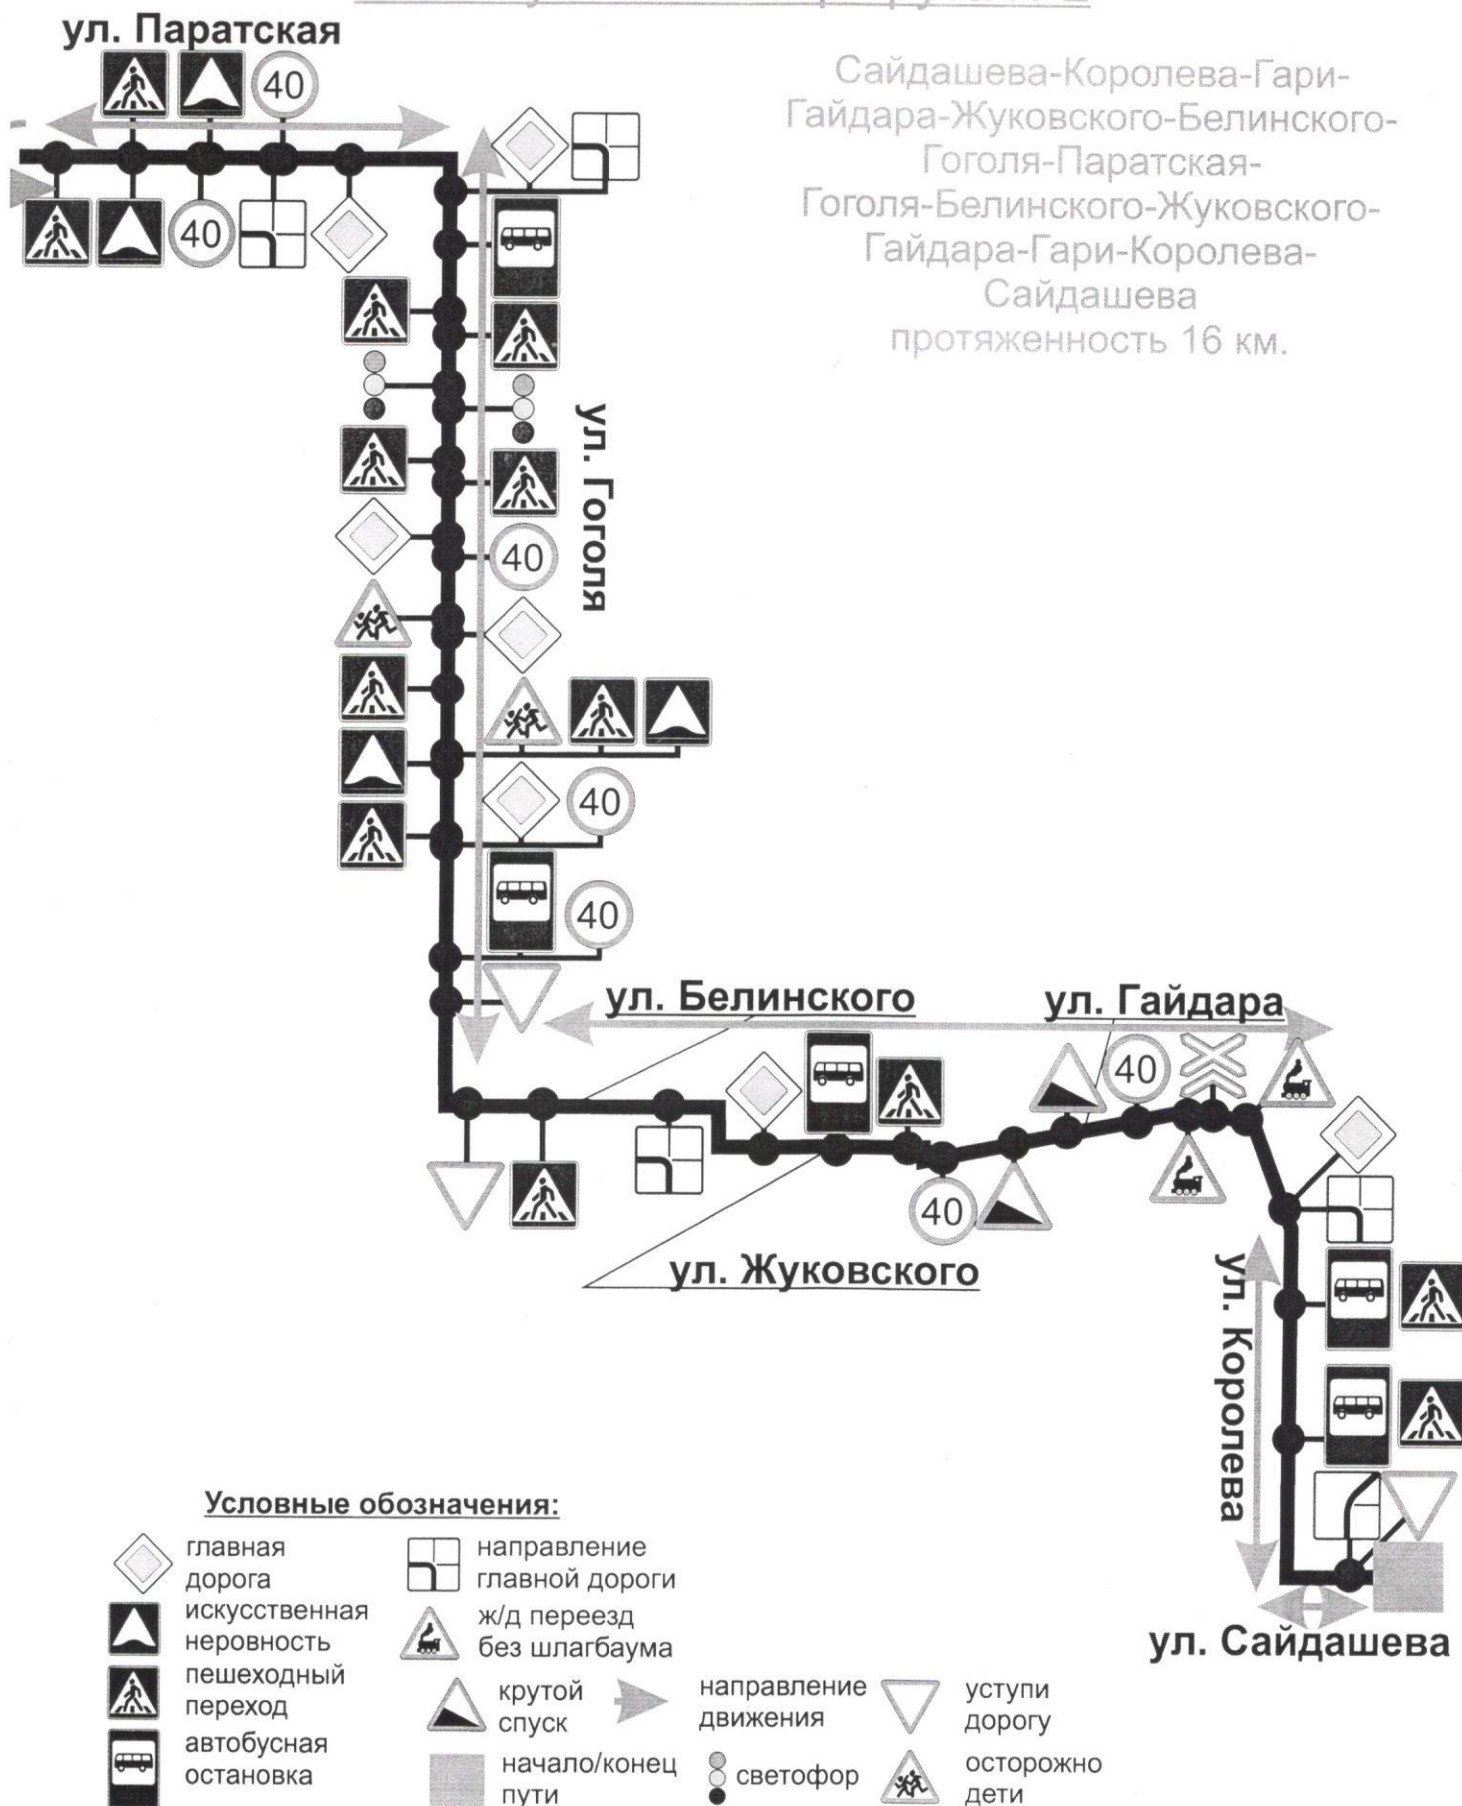 ул. Паратская
40
Сайдашева-Королева-Гари-
Гайдара-Жуковского-Белинского-
Гоголя-Паратская-
Гоголя-Белинского-Жуковского-
Гайдара-Гари-Королева-
Сайдашева
протяженность 16 км.
40
ул. Гоголя
40
40
40
ул. Белинского
ул. Гайдара
40
40
ул. Жуковского
ул. Королева
ул. Сайдашева
Условные обозначения:
главная
дорога
искусственная
неровность
пешеходный
переход
автобусная
остановка
направление
главной дороги
ж/д переезд
без шлагбаума
крутой
спуск
начало/конец
пути
направление
движения
светофор
уступи
дорогу
осторожно
дети